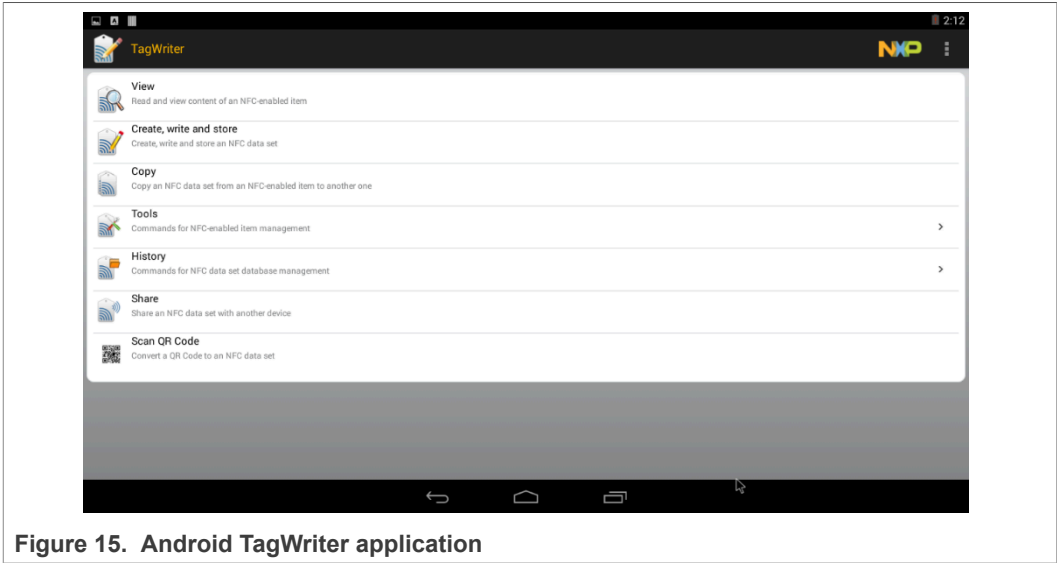 2:12
TagWriter
NXP
View
Read and view content of an NFC-enabled item
Create, write and store
Create, write and store an NFC data set
Copy
Copy an NFC data set from an NFC-enabled item to another one
Tools
Commands for NFC-enabled item management
History
Commands for NFC data set database management
Share
Share an NFC data set with another device
Scan QR Code
Convert a QR Code to an NFC data set
Figure 15. Android TagWriter application